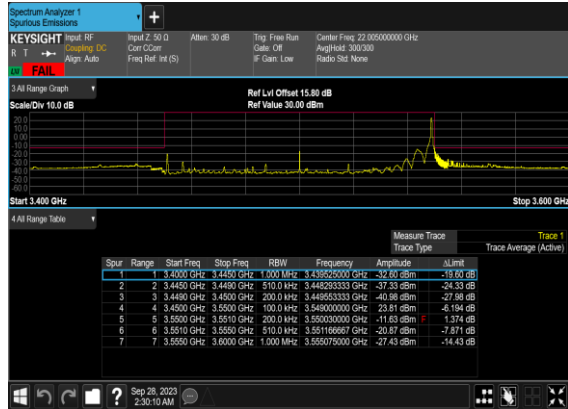 Spectrum Analyzer 1
Spurious Emissions
KEYSIGHT Input: RF Input Z: 50 Ω Atten: 30 dB Trig: Free Run Center Freq: 22.005000000 GHz
R T Coupling: DC Corr CCorr Gate: Off Avg|Hold: 300/300
Align: Auto Freq Ref: Int (S) IF Gain: Low Radio Std: None
LV FAIL
3 All Range Graph Ref Lvl Offset 15.80 dB
Scale/Div 10.0 dB Ref Value 30.00 dBm
20.0
10.0
0.00
-10.0
-20.0
-30.0
-40.0
-50.0
-60.0
Start 3.400 GHz Stop 3.600 GHz
4 All Range Table
Measure Trace Trace 1
Trace Type Trace Average (Active)
Spur Range Start Freq Stop Freq RBW Frequency Amplitude ΔLimit
1 1 3.4000 GHz 3.4450 GHz 1.000 MHz 3.439525000 GHz -32.60 dBm -19.60 dB
2 2 3.4450 GHz 3.4490 GHz 510.0 kHz 3.448293333 GHz -37.33 dBm -24.33 dB
3 3 3.4490 GHz 3.4500 GHz 200.0 kHz 3.449553333 GHz -40.98 dBm -27.98 dB
4 4 3.4500 GHz 3.5500 GHz 100.0 kHz 3.549000000 GHz 23.81 dBm -6.194 dB
5 5 3.5500 GHz 3.5510 GHz 200.0 kHz 3.550030000 GHz -11.63 dBm F 1.374 dB
6 6 3.5510 GHz 3.5550 GHz 510.0 kHz 3.551166667 GHz -20.87 dBm -7.871 dB
7 7 3.5550 GHz 3.6000 GHz 1.000 MHz 3.555075000 GHz -27.43 dBm -14.43 dB
Sep 28, 2023
2:30:10 AM